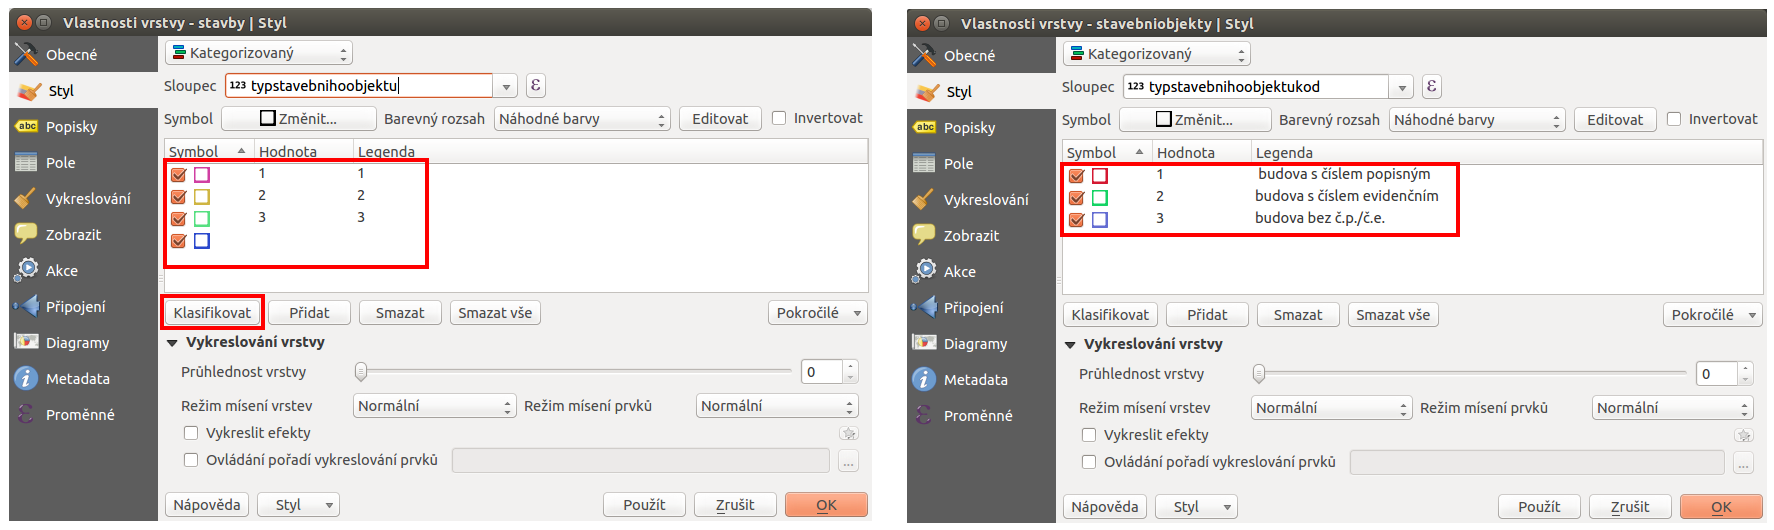 Vlastnosti vrstvy - stavby | Styl
Obecné
Styl
Popisky
Pole
Vykreslování
Zobrazit
Akce
Připojení
Diagramy
Metadata
Proměnné
Kategorizovaný
Sloupec 123 typstavebnihoobjektu ε
Symbol Změnit... Barevný rozsah Náhodné barvy Editovat Invertovat
Symbol Hodnota Legenda
1 1
2 2
3 3
Klasifikovat Přidat Smazat Smazat vše Pokročilé
Vykreslování vrstvy
Průhlednost vrstvy 0
Režim mísení vrstev Normální Režim mísení prvků Normální
Vykreslit efekty
Ovládání pořadí vykreslování prvků ...
Nápověda Styl Použít Zrušit OK
Vlastnosti vrstvy - stavebniobjekty | Styl
Obecné
Styl
Popisky
Pole
Vykreslování
Zobrazit
Akce
Připojení
Diagramy
Metadata
Proměnné
Kategorizovaný
Sloupec 123 typstavebnihoobjektukod ε
Symbol Změnit... Barevný rozsah Náhodné barvy Editovat Invertovat
Symbol Hodnota Legenda
1 budova s číslem popisným
2 budova s číslem evidenčním
3 budova bez č.p./č.e.
Klasifikovat Přidat Smazat Smazat vše Pokročilé
Vykreslování vrstvy
Průhlednost vrstvy 0
Režim mísení vrstev Normální Režim mísení prvků Normální
Vykreslit efekty
Ovládání pořadí vykreslování prvků ...
Nápověda Styl Použít Zrušit OK